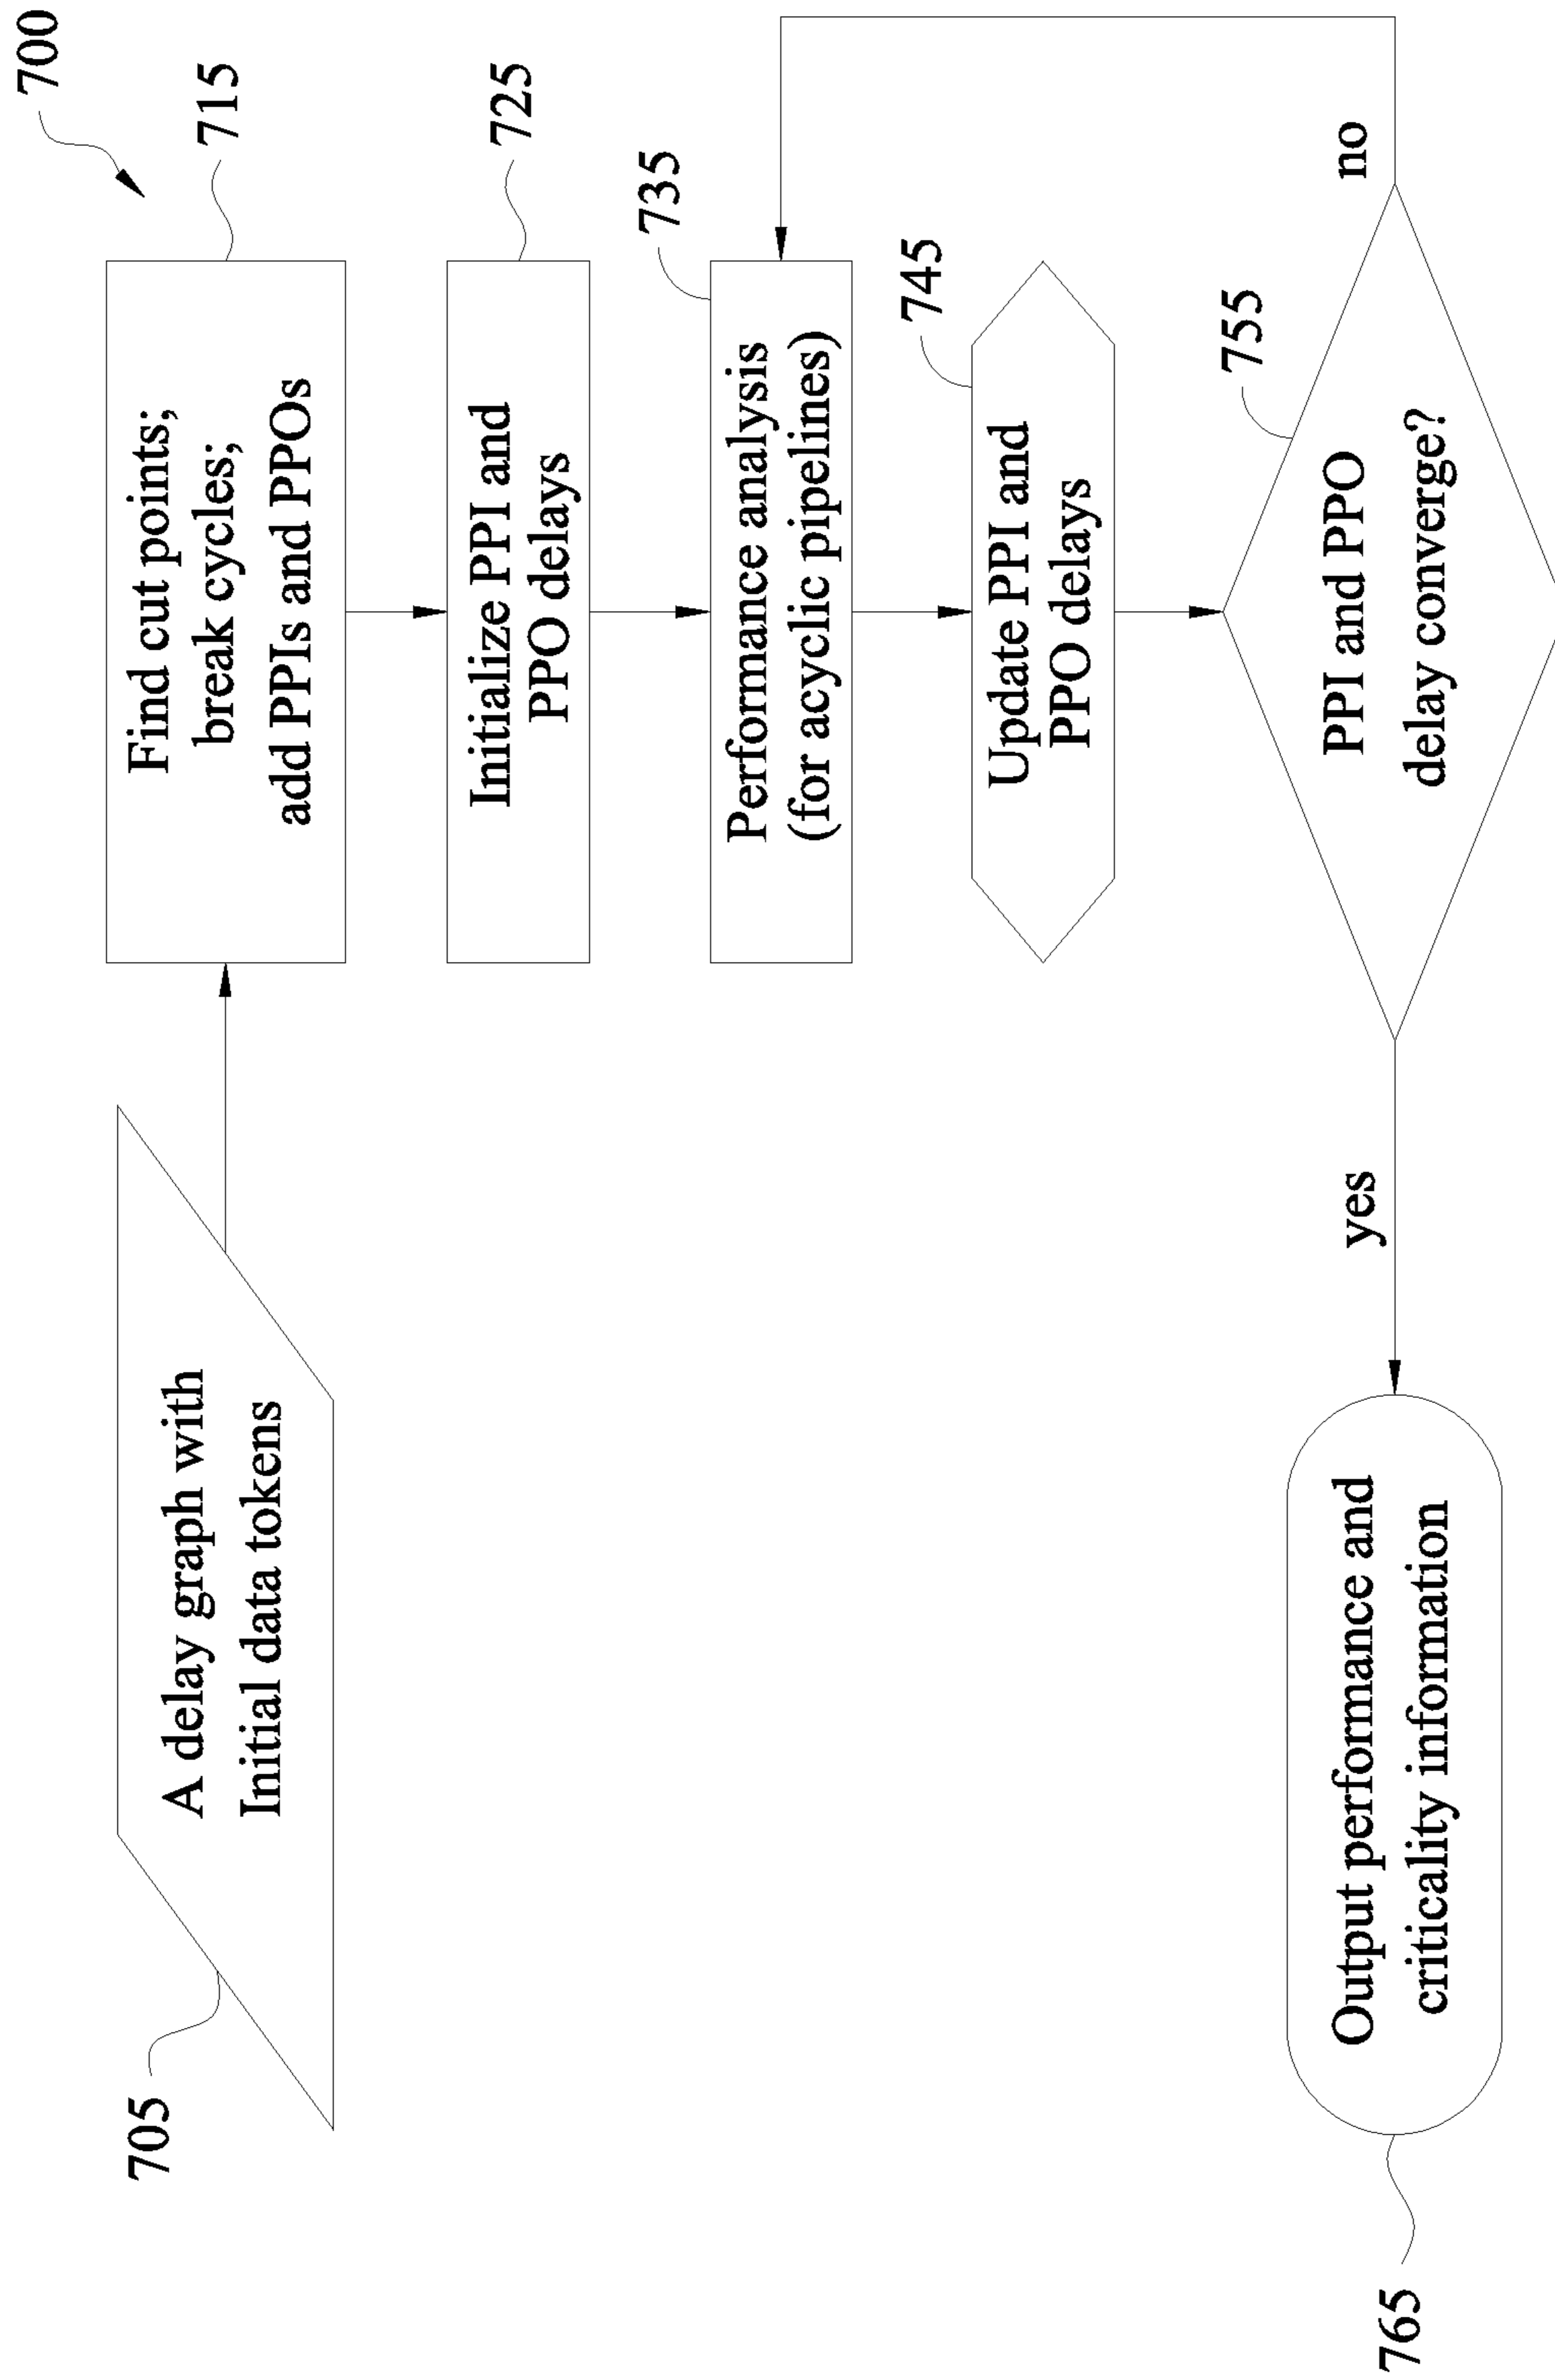 700
705
A delay graph with
Initial data tokens
715
Find cut points;
break cycles;
add PPIs and PPOs
725
Initialize PPI and
PPO delays
735
Performance analysis
(for acyclic pipelines)
745
Update PPI and
PPO delays
755
PPI and PPO
delay converge?
no
yes
765
Output performance and
criticality information